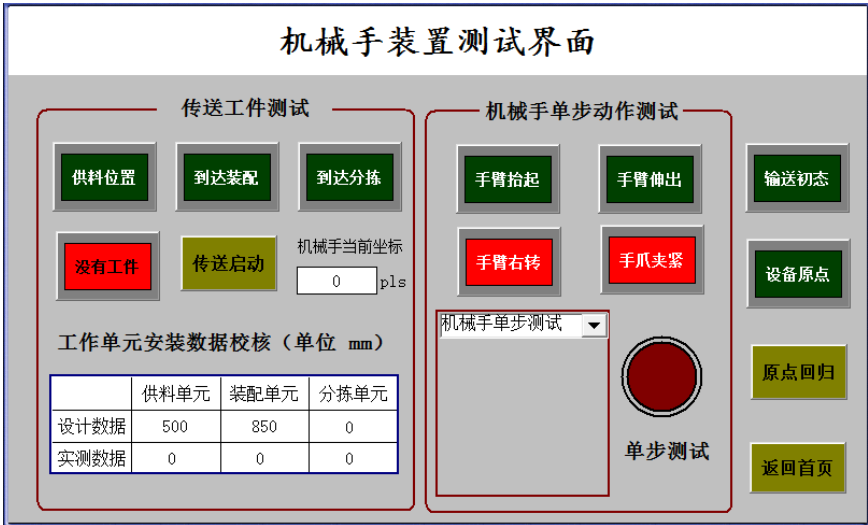 机械手装置测试界面
传送工件测试
供料位置 到达装配 到达分拣
没有工件 传送启动 机械手当前坐标
0 pls
工作单元安装数据校核（单位 mm）
供料单元 装配单元 分拣单元
设计数据 500 850 0
实测数据 0 0 0
机械手单步动作测试
手臂抬起 手臂伸出
手臂右转 手爪夹紧
机械手单步测试
单步测试
输送初态
设备原点
原点回归
返回首页